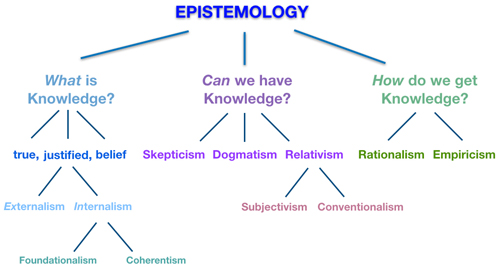 EPISTEMOLOGY
What is Knowledge?
Can we have Knowledge?
How do we get Knowledge?
true, justified, belief
Skepticism Dogmatism Relativism
Rationalism Empiricism
Externalism Internalism
Subjectivism Conventionalism
Foundationalism Coherentism